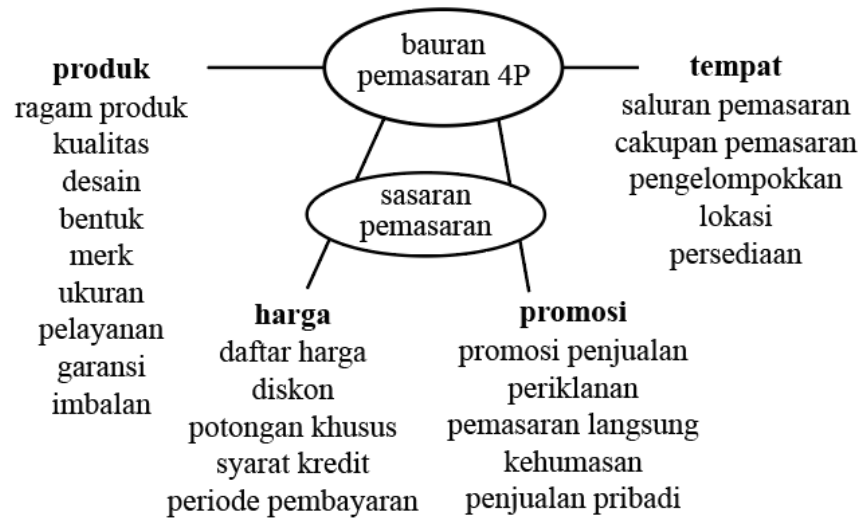 bauran
pemasaran 4P
produk
ragam produk
kualitas
desain
bentuk
merk
ukuran
pelayanan
garansi
imbalan
tempat
saluran pemasaran
cakupan pemasaran
pengelompokkan
lokasi
persediaan
sasaran
pemasaran
harga
daftar harga
diskon
potongan khusus
syarat kredit
periode pembayaran
promosi
promosi penjualan
periklanan
pemasaran langsung
kehumasan
penjualan pribadi